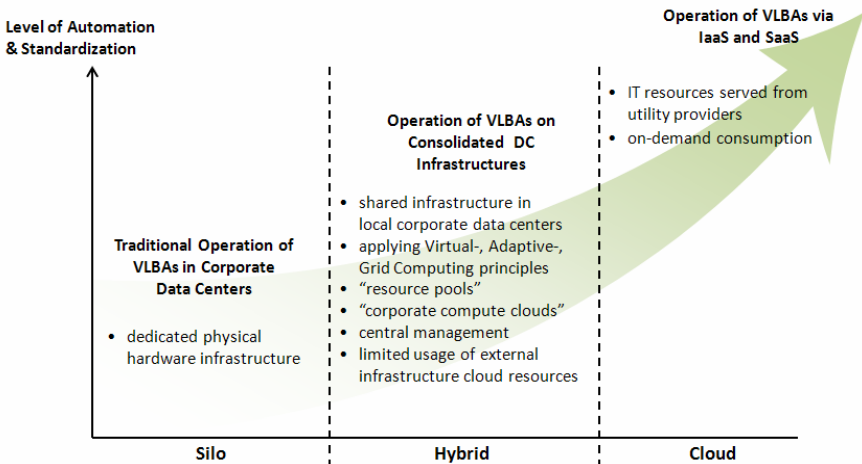 Level of Automation
& Standardization
Operation of VLBAs via
IaaS and SaaS
• IT resources served from
utility providers
• on-demand consumption
Operation of VLBAs on
Consolidated DC
Infrastructures
• shared infrastructure in
local corporate data centers
• applying Virtual-, Adaptive-,
Grid Computing principles
• “resource pools”
• “corporate compute clouds”
• central management
• limited usage of external
infrastructure cloud resources
Traditional Operation of
VLBAs in Corporate
Data Centers
• dedicated physical
hardware infrastructure
Silo
Hybrid
Cloud